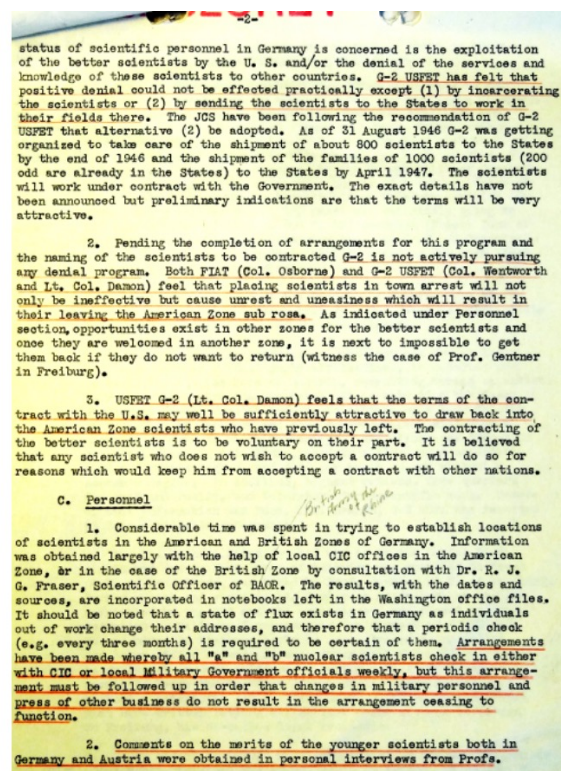 -2-
status of scientific personnel in Germany is concerned is the exploitation
of the better scientists by the U. S. and/or the denial of the services and
knowledge of these scientists to other countries. G-2 USFET has felt that
positive denial could not be effected practically except (1) by incarcerating
the scientists or (2) by sending the scientists to the States to work in
their fields there. The JCS have been following the recommendation of G-2
USFET that alternative (2) be adopted. As of 31 August 1946 G-2 was getting
organized to take care of the shipment of about 800 scientists to the States
by the end of 1946 and the shipment of the families of 1000 scientists (200
odd are already in the States) to the States by April 1947. The scientists
will work under contract with the Government. The exact details have not
been announced but preliminary indications are that the terms will be very
attractive.
2. Pending the completion of arrangements for this program and
the naming of the scientists to be contracted G-2 is not actively pursuing
any denial program. Both FIAT (Col. Osborne) and G-2 USFET (Col. Wentworth
and Lt. Col. Damon) feel that placing scientists in town arrest will not
only be ineffective but cause unrest and uneasiness which will result in
their leaving the American Zone sub rosa. As indicated under Personnel
section, opportunities exist in other zones for the better scientists and
once they are welcomed in another zone, it is next to impossible to get
them back if they do not want to return (witness the case of Prof. Gentner
in Freiburg).
3. USFET G-2 (Lt. Col. Damon) feels that the terms of the con-
tract with the U.S. may well be sufficiently attractive to draw back into
the American Zone scientists who have previously left. The contracting of
the better scientists is to be voluntary on their part. It is believed
that any scientist who does not wish to accept a contract will do so for
reasons which would keep him from accepting a contract with other nations.
British
Army of the
Rhine
C. Personnel
1. Considerable time was spent in trying to establish locations
of scientists in the American and British Zones of Germany. Information
was obtained largely with the help of local CIC offices in the American
Zone, or in the case of the British Zone by consultation with Dr. R. J.
G. Fraser, Scientific Officer of BAOR. The results, with the dates and
sources, are incorporated in notebooks left in the Washington office files.
It should be noted that a state of flux exists in Germany as individuals
out of work change their addresses, and therefore that a periodic check
(e.g. every three months) is required to be certain of them. Arrangements
have been made whereby all "a" and "b" nuclear scientists check in either
with CIC or local Military Government officials weekly, but this arrange-
ment must be followed up in order that changes in military personnel and
press of other business do not result in the arrangement ceasing to
function.
2. Comments on the merits of the younger scientists both in
Germany and Austria were obtained in personal interviews from Profs.